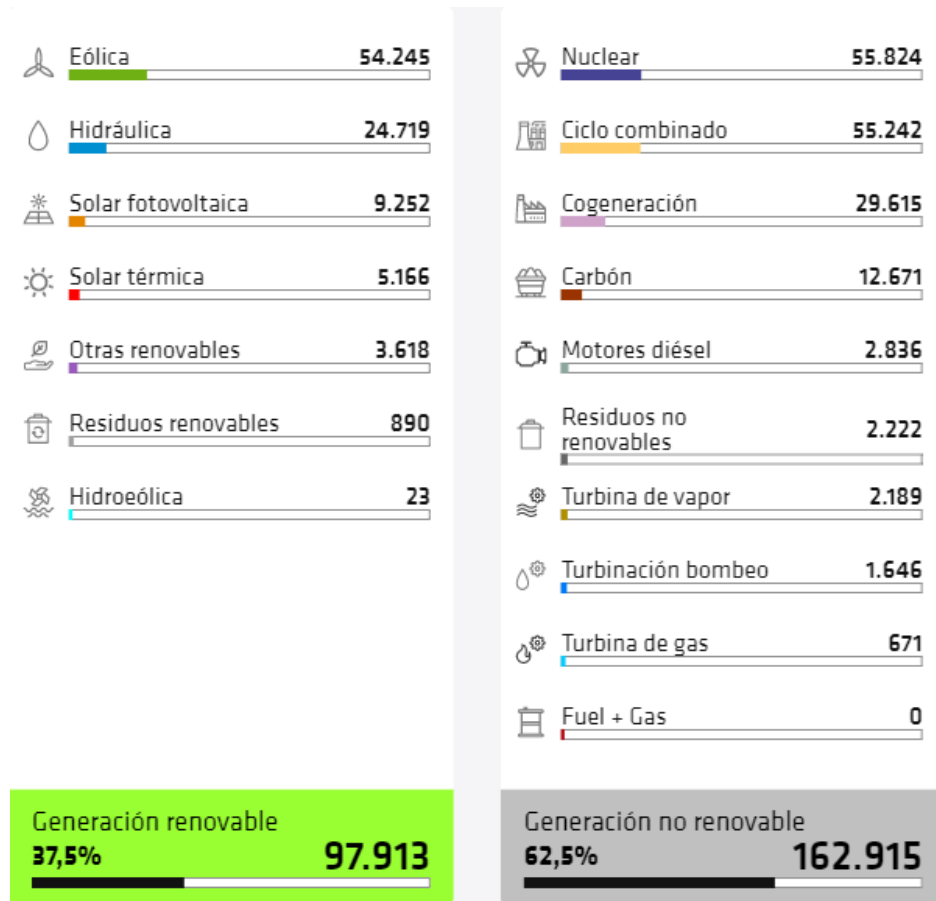 Eólica 54.245
Hidráulica 24.719
Solar fotovoltaica 9.252
Solar térmica 5.166
Otras renovables 3.618
Residuos renovables 890
Hidroeólica 23
Generación renovable
37,5% 97.913
Nuclear 55.824
Ciclo combinado 55.242
Cogeneración 29.615
Carbón 12.671
Motores diésel 2.836
Residuos no
renovables 2.222
Turbina de vapor 2.189
Turbinación bombeo 1.646
Turbina de gas 671
Fuel + Gas 0
Generación no renovable
62,5% 162.915